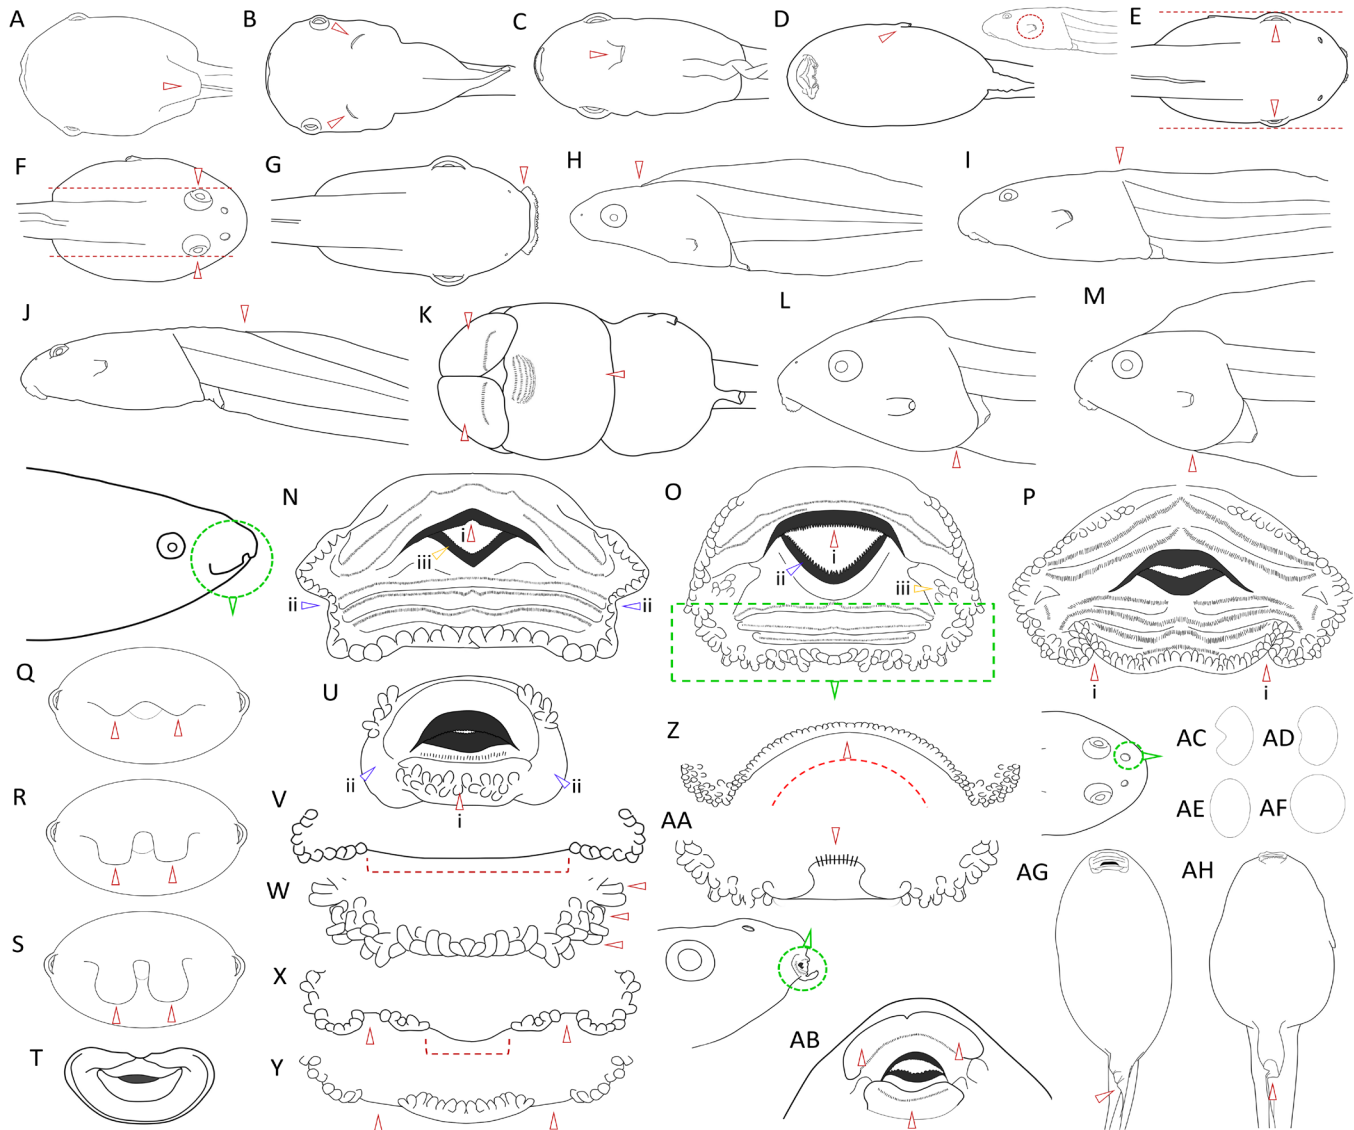 A B C D E
F G H I
J K L M
N O P
i i
iii ii
ii ii iii
i i
Q U Z AC AD
R ii ii AE AF
i
V AA AG AH
W
S X
AB
T Y